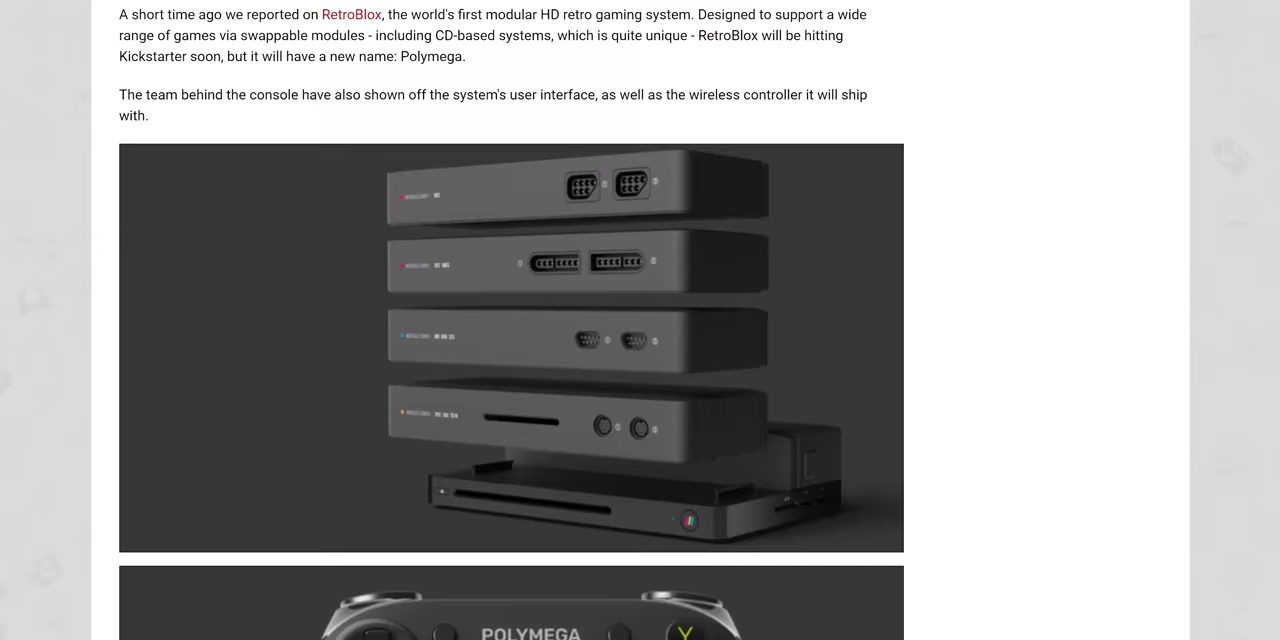 A short time ago we reported on RetroBlox, the world's first modular HD retro gaming system. Designed to support a wide
range of games via swappable modules - including CD-based systems, which is quite unique - RetroBlox will be hitting
Kickstarter soon, but it will have a new name: Polymega.
The team behind the console have also shown off the system's user interface, as well as the wireless controller it will ship
with.
POLYMEGA
Y